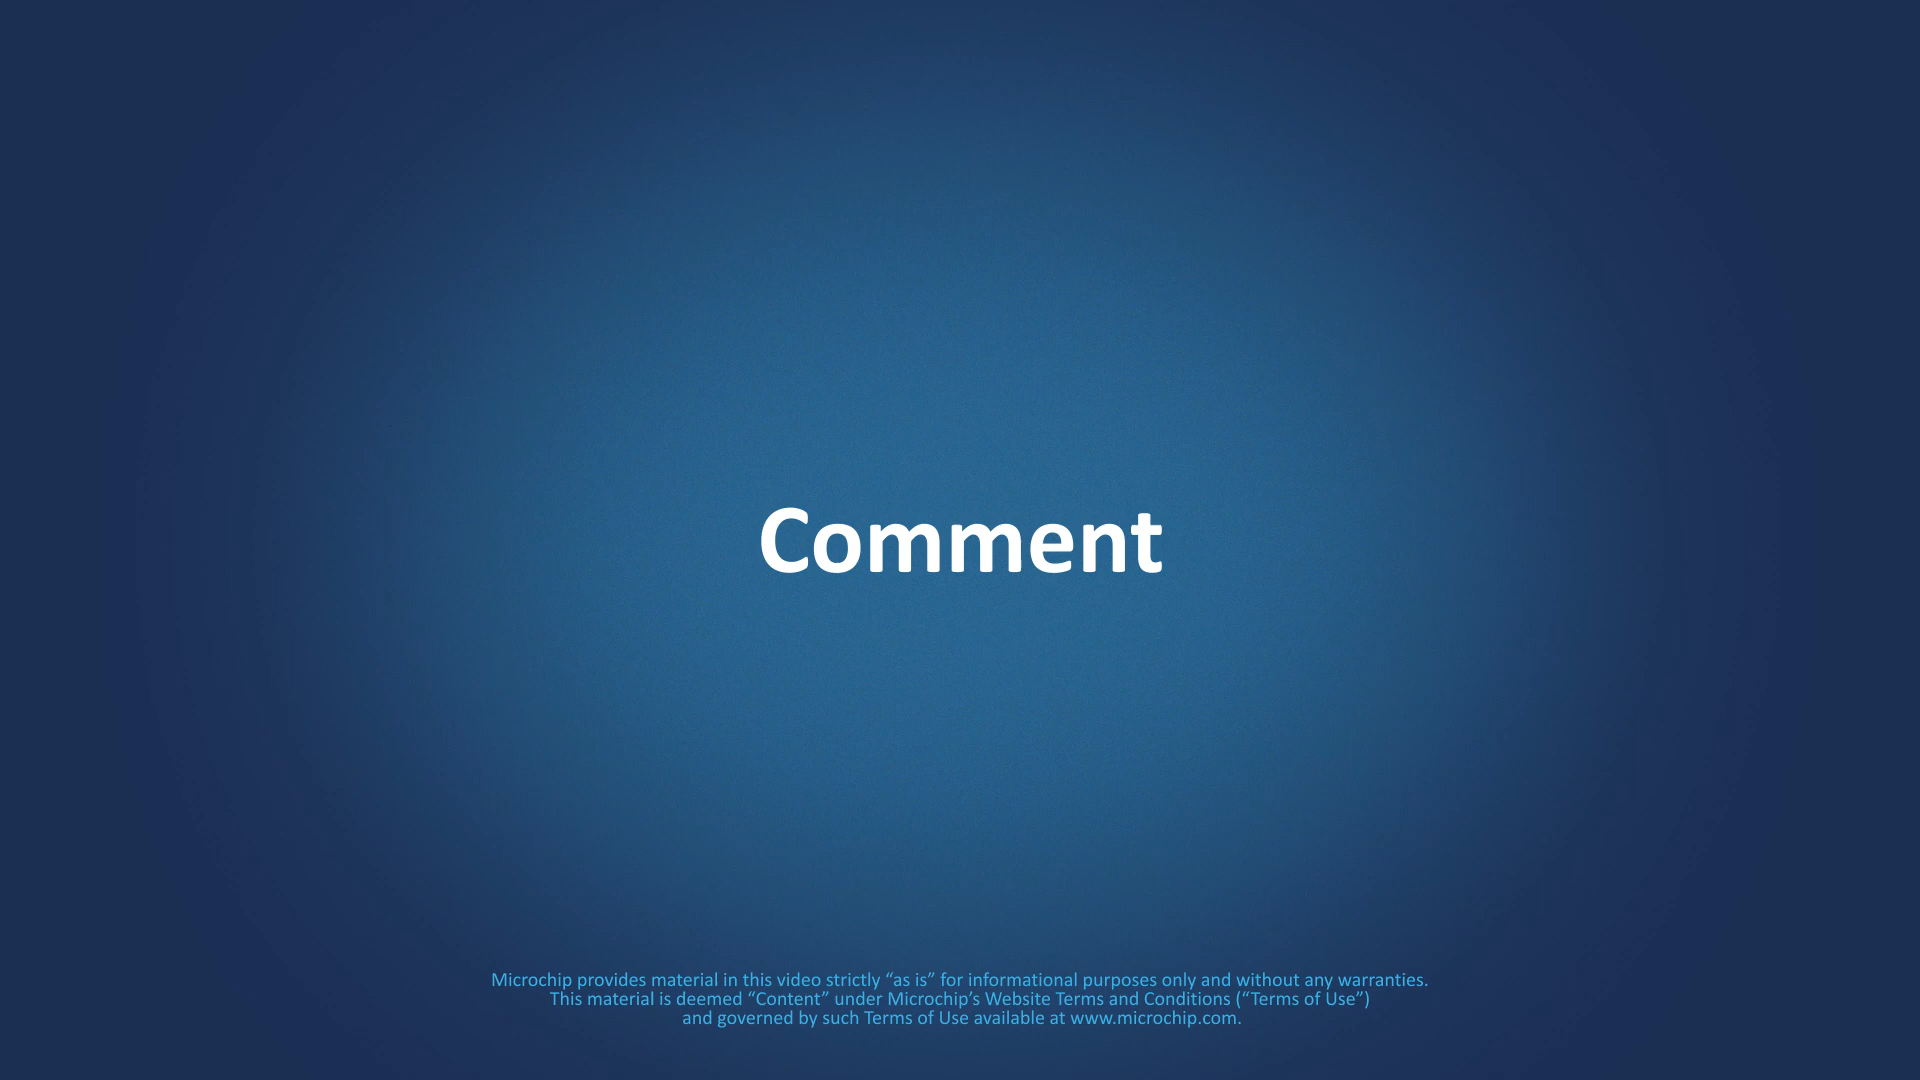 Comment
Microchip provides material in this video strictly “as is” for informational purposes only and without any warranties.
This material is deemed “Content” under Microchip’s Website Terms and Conditions (“Terms of Use”)
and governed by such Terms of Use available at www.microchip.com.